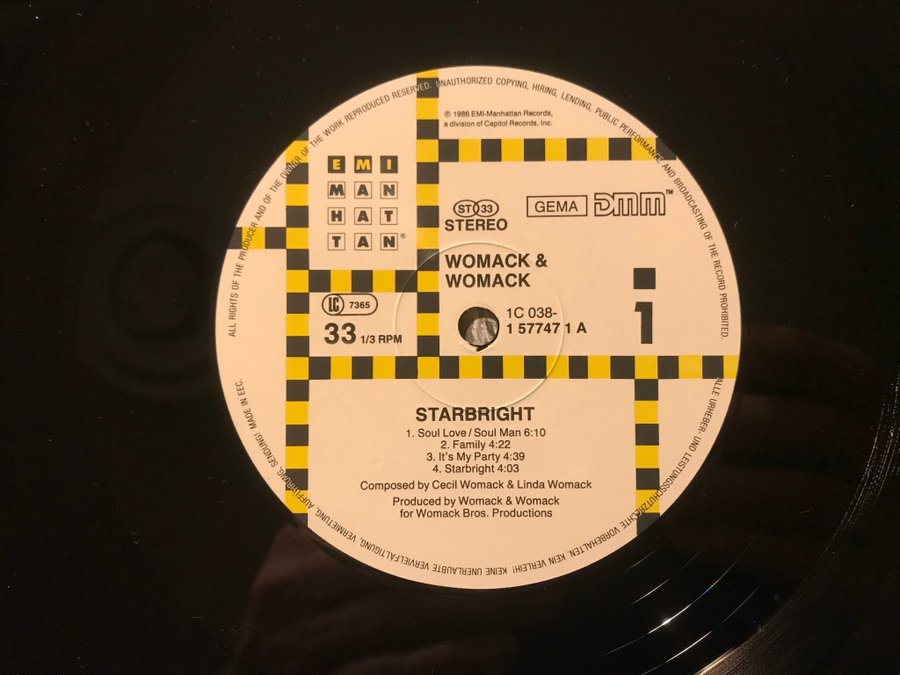 ALL RIGHTS OF THE PRODUCER AND OF THE OWNER OF THE WORK REPRODUCED RESERVED. UNAUTHORIZED COPYING, HIRING, LENDING, PUBLIC PERFORMANCE AND BROADCASTING OF THE RECORD PROHIBITED.
℗ 1986 EMI-Manhattan Records,
a division of Capitol Records, Inc.
EMI
MAN
HAT
TAN®
ST 33
STEREO
GEMA DMM™
WOMACK &
WOMACK
LC 7365
33 1/3 RPM
1C 038-
1 57747 1 A
1
STARBRIGHT
1. Soul Love/Soul Man 6:10
2. Family 4:22
3. It's My Party 4:39
4. Starbright 4:03
Composed by Cecil Womack & Linda Womack
Produced by Womack & Womack
for Womack Bros. Productions
ALLE URHEBER- UND LEISTUNGSSCHUTZRECHTE VORBEHALTEN. KEIN VERLEIH! KEINE UNERLAUBTE VERVIELFÄLTIGUNG, VERMIETUNG, AUFFÜHRUNG, SENDUNG! MADE IN EEC.